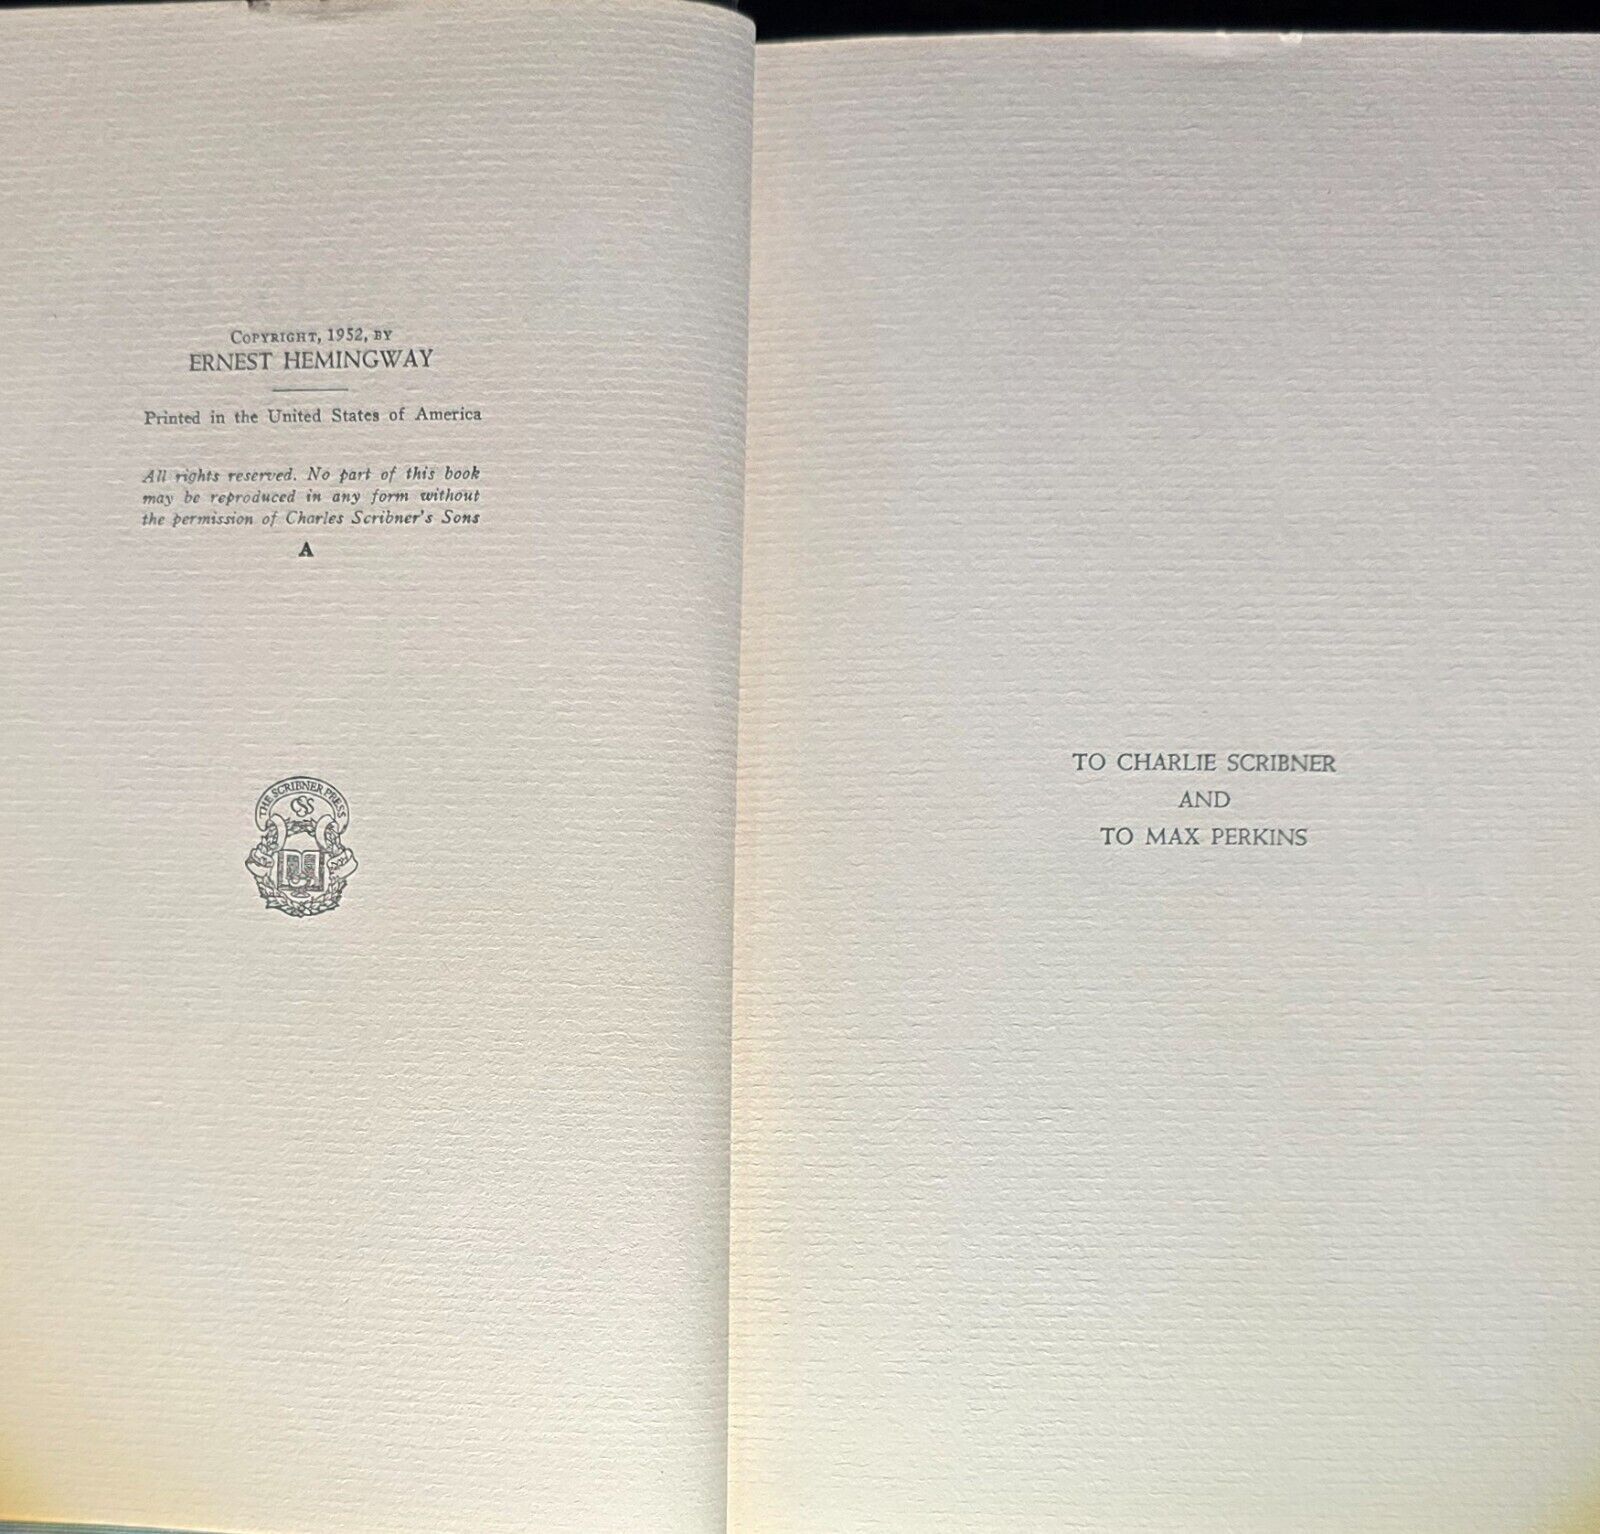 COPYRIGHT, 1952, BY
ERNEST HEMINGWAY
Printed in the United States of America
All rights reserved. No part of this book
may be reproduced in any form without
the permission of Charles Scribner's Sons
A
THE SCRIBNER PRESS
CSS
TO CHARLIE SCRIBNER
AND
TO MAX PERKINS